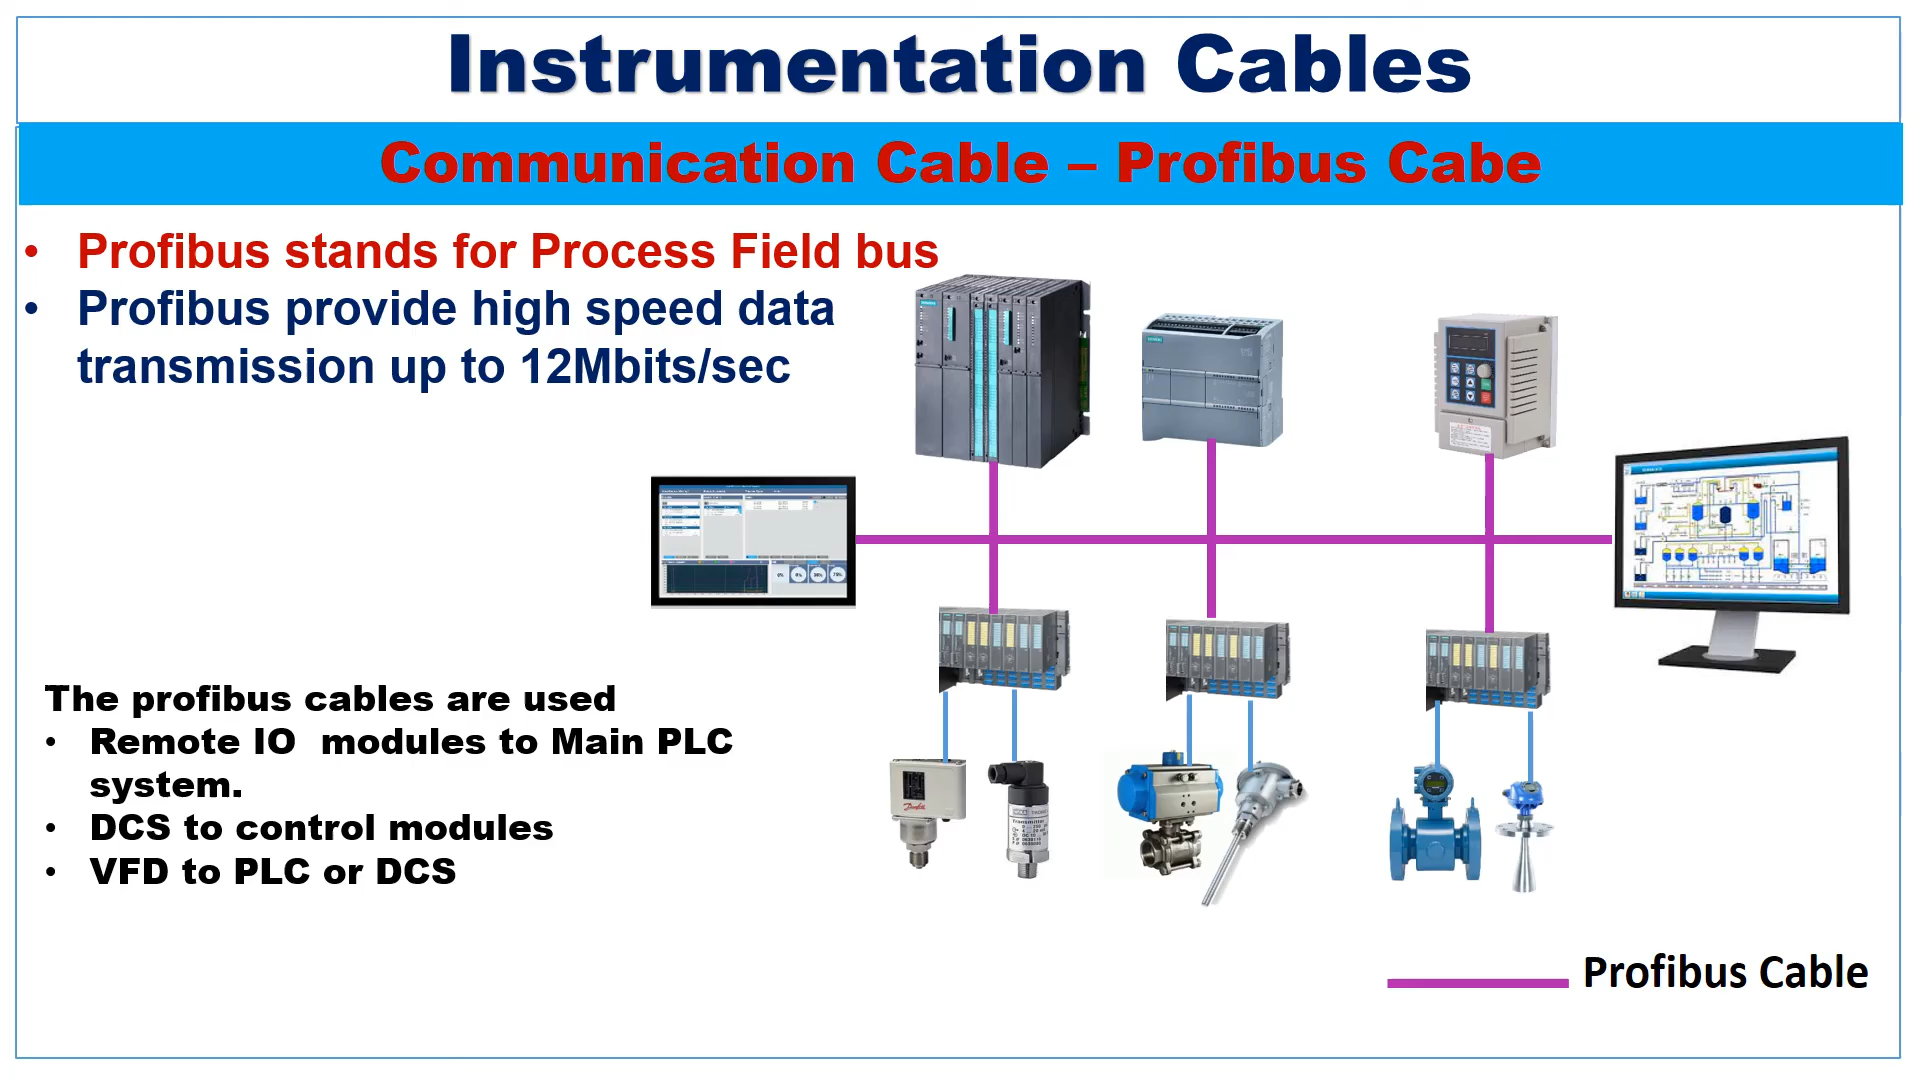 Instrumentation Cables
Communication Cable – Profibus Cabe
• Profibus stands for Process Field bus
• Profibus provide high speed data
transmission up to 12Mbits/sec
The profibus cables are used
• Remote IO modules to Main PLC
system.
• DCS to control modules
• VFD to PLC or DCS
Danfoss
Transmitter
Profibus Cable